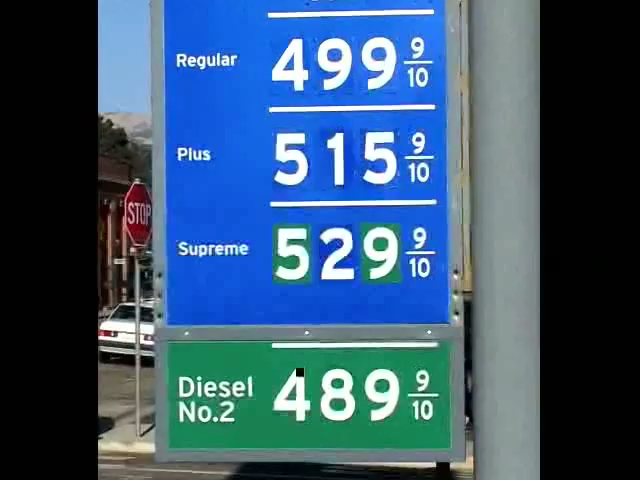 Regular 499 9/10
Plus 515 9/10
Supreme 529 9/10
STOP
Diesel
No.2 489 9/10